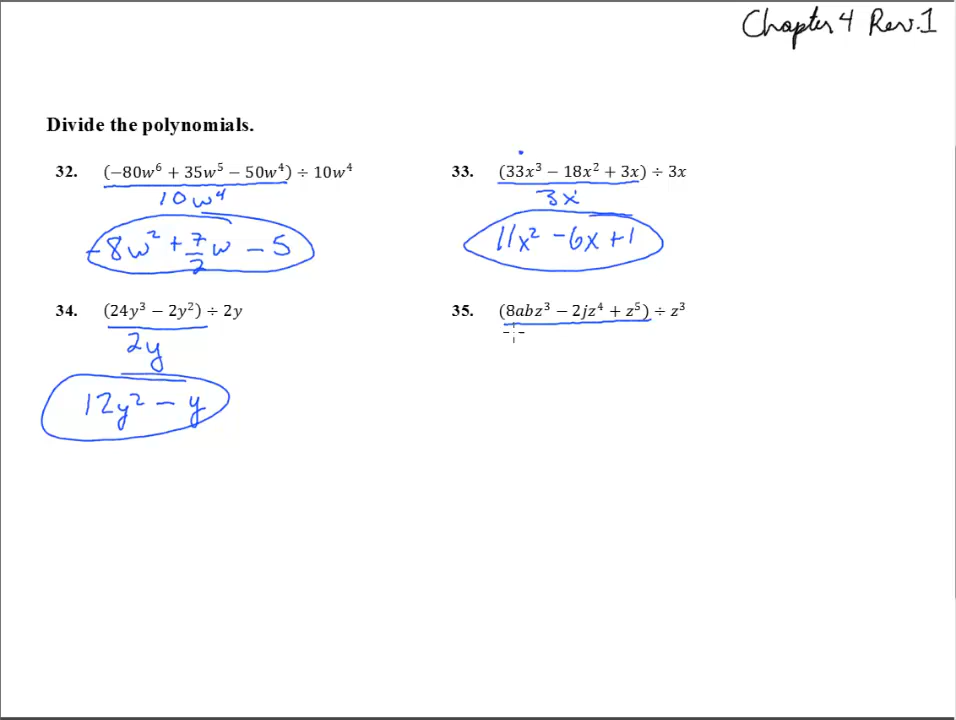 Chapter 4 Rev. 1
Divide the polynomials.
32. (−80w⁶ + 35w⁵ − 50w⁴) ÷ 10w⁴
10w⁴
-8w² + 7/2 w - 5
33. (33x³ − 18x² + 3x) ÷ 3x
3x
11x² - 6x + 1
34. (24y³ − 2y²) ÷ 2y
2y
12y² - y
35. (8abz³ − 2jz⁴ + z⁵) ÷ z³